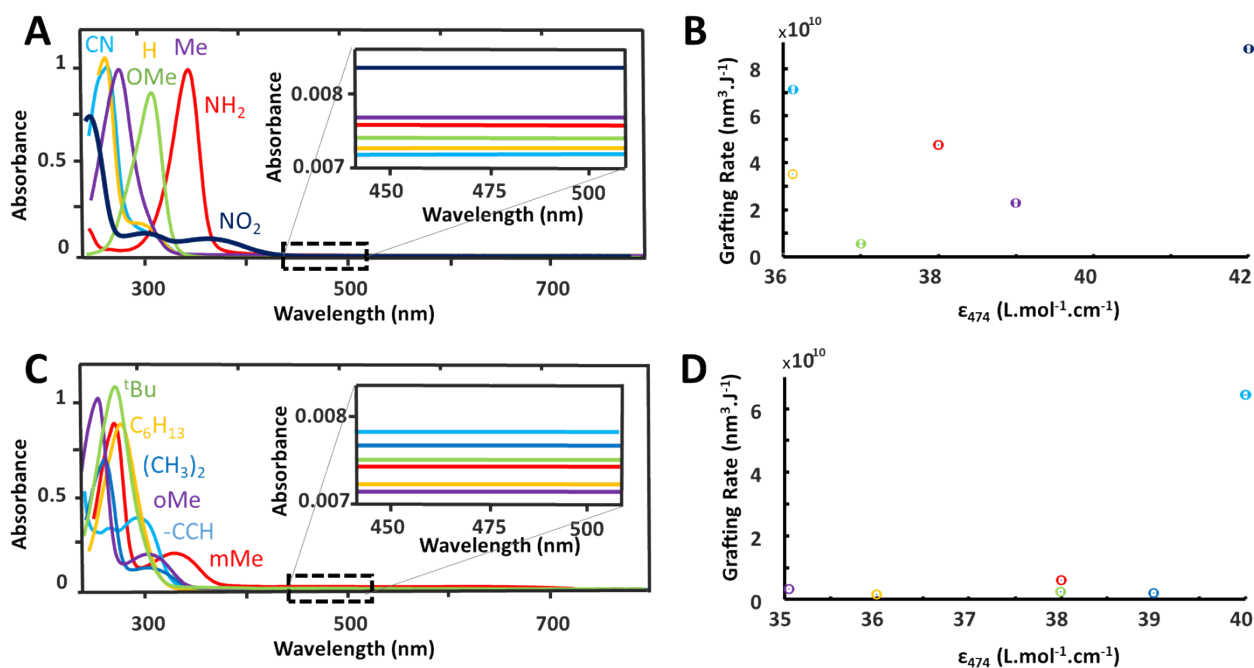 A
CN
H
Me
OMe
NH2
NO2
1
0.5
0
Absorbance
300
500
700
Wavelength (nm)
Absorbance
0.008
0.007
450
475
500
Wavelength (nm)
B
x10^10
Grafting Rate (nm³.J⁻¹)
8
6
4
2
0
36
38
40
42
ε474 (L.mol⁻¹.cm⁻¹)
C
ᵗBu
C6H13
(CH3)2
oMe
-CCH
mMe
1
0.5
0
Absorbance
300
500
700
Wavelength (nm)
Absorbance
0.008
0.007
450
475
500
Wavelength (nm)
D
x10^10
Grafting Rate (nm³.J⁻¹)
6
4
2
0
35
36
37
38
39
40
ε474 (L.mol⁻¹.cm⁻¹)